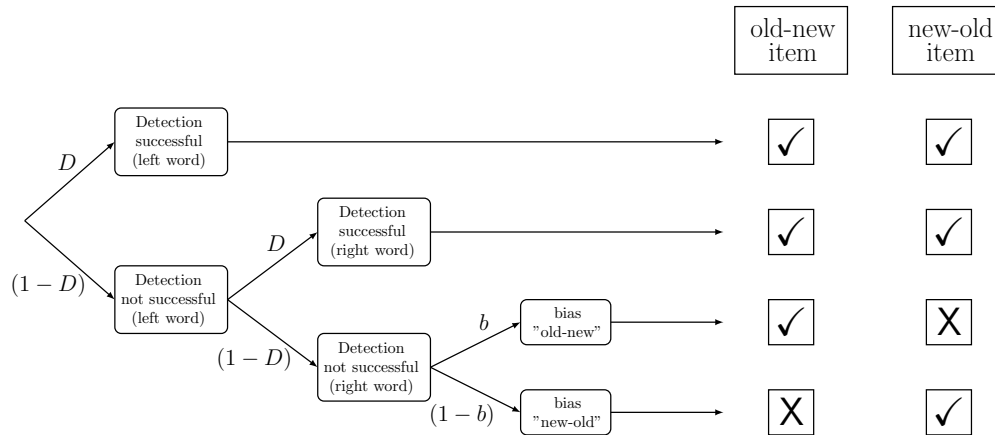 old-new
item
new-old
item
Detection
successful
(left word)
✓
✓
D
Detection
successful
(right word)
✓
✓
D
(1 − D)
Detection
not successful
(left word)
b
bias
"old-new"
✓
X
(1 − D)
Detection
not successful
(right word)
(1 − b)
bias
"new-old"
X
✓